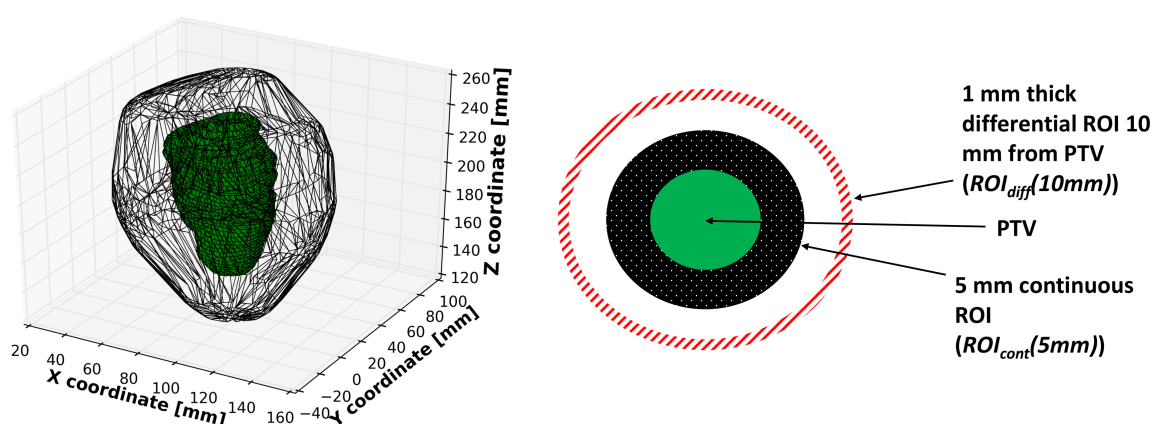 260
240
220
200
180
160
140
120
Z coordinate [mm]
100
80
60
40
20
0
−20
−40
Y coordinate [mm]
20
40
60
80
100
120
140
160
X coordinate [mm]
1 mm thick
differential ROI 10
mm from PTV
(ROIdiff(10mm))
PTV
5 mm continuous
ROI
(ROIcont(5mm))